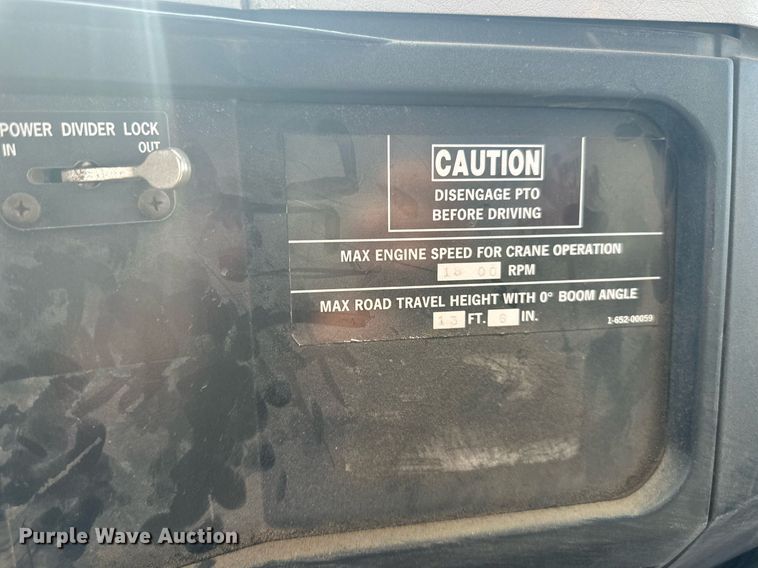 POWER DIVIDER LOCK
IN OUT
CAUTION
DISENGAGE PTO
BEFORE DRIVING
MAX ENGINE SPEED FOR CRANE OPERATION
RPM
MAX ROAD TRAVEL HEIGHT WITH 0° BOOM ANGLE
13 FT. IN.
1-652-00059
Purple Wave Auction